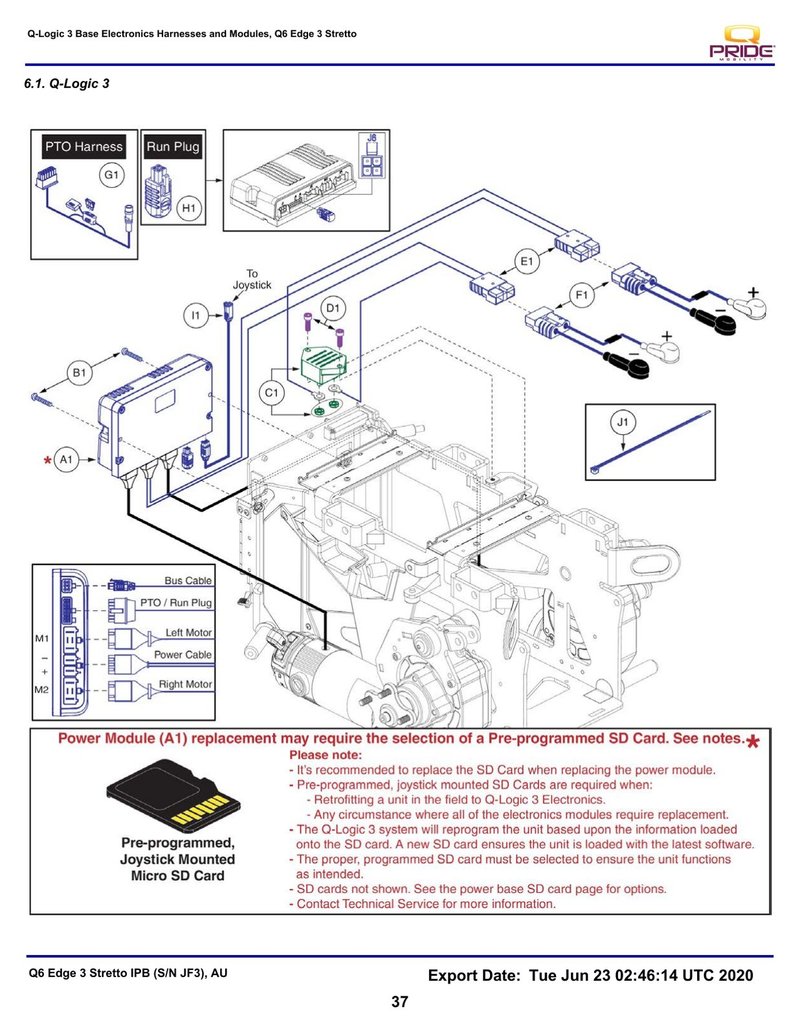 Q-Logic 3 Base Electronics Harnesses and Modules, Q6 Edge 3 Stretto
Q
PRIDE
MOBILITY
6.1. Q-Logic 3
PTO Harness
Run Plug
J6
G1
H1
E1
To
Joystick
F1
I1
D1
+
−
+
−
B1
C1
J1
* A1
Bus Cable
PTO / Run Plug
M1
Left Motor
−
Power Cable
+
M2
Right Motor
Power Module (A1) replacement may require the selection of a Pre-programmed SD Card. See notes.*
Please note:
- It's recommended to replace the SD Card when replacing the power module.
- Pre-programmed, joystick mounted SD Cards are required when:
- Retrofitting a unit in the field to Q-Logic 3 Electronics.
- Any circumstance where all of the electronics modules require replacement.
- The Q-Logic 3 system will reprogram the unit based upon the information loaded
onto the SD card. A new SD card ensures the unit is loaded with the latest software.
- The proper, programmed SD card must be selected to ensure the unit functions
as intended.
- SD cards not shown. See the power base SD card page for options.
- Contact Technical Service for more information.
Pre-programmed,
Joystick Mounted
Micro SD Card
Q6 Edge 3 Stretto IPB (S/N JF3), AU
Export Date: Tue Jun 23 02:46:14 UTC 2020
37